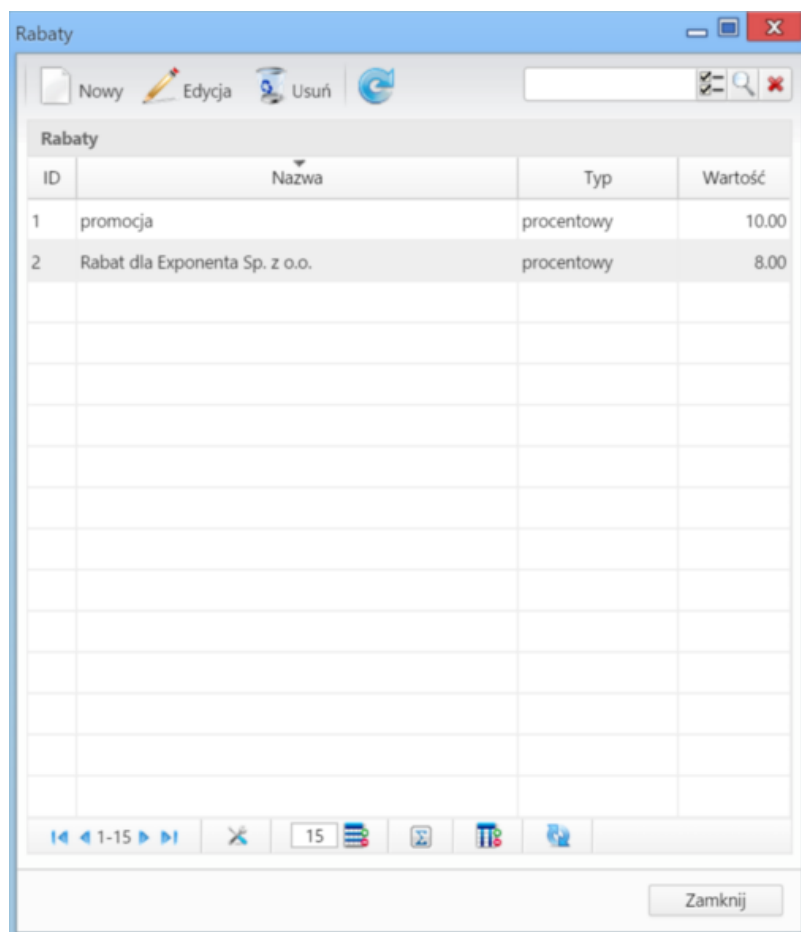 Rabaty
Nowy Edycja Usuń
Rabaty
ID Nazwa Typ Wartość
1 promocja procentowy 10.00
2 Rabat dla Exponenta Sp. z o.o. procentowy 8.00
1-15 15 Σ
Zamknij